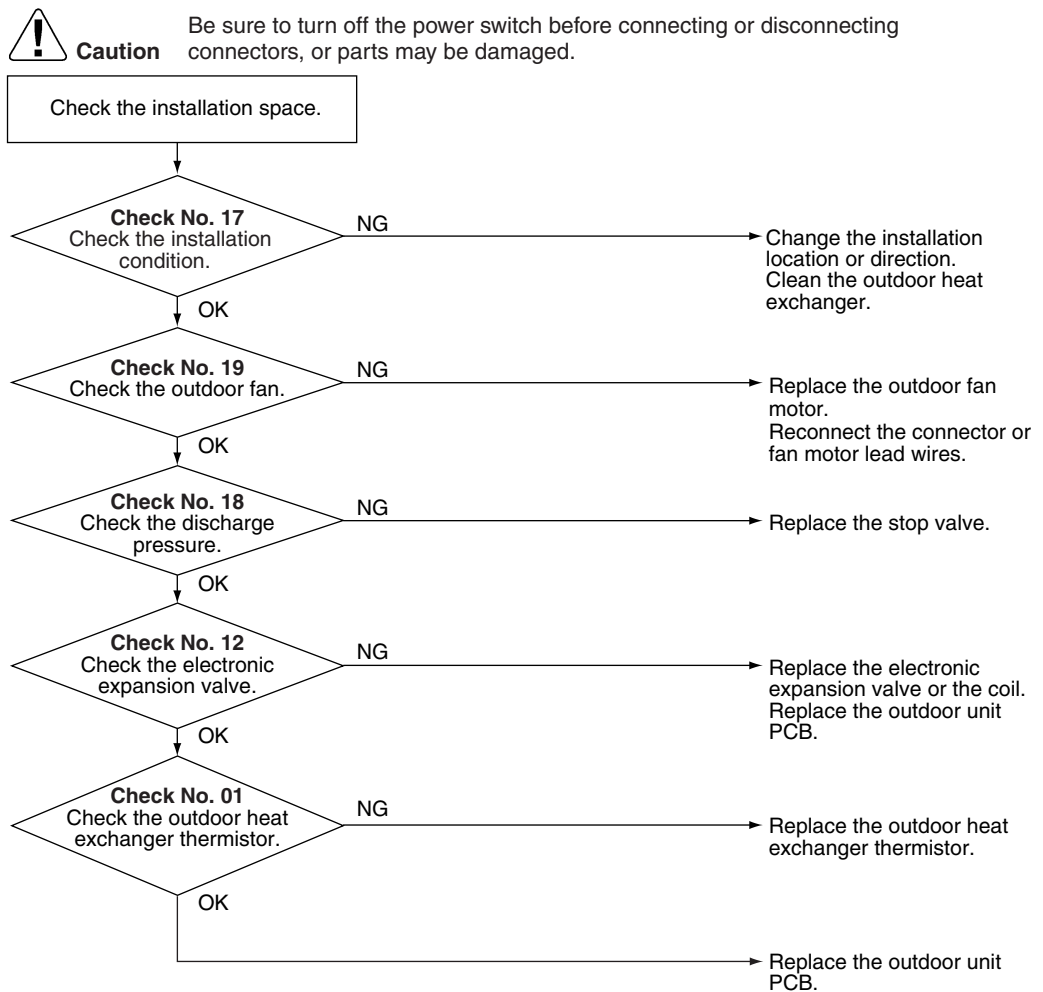 Be sure to turn off the power switch before connecting or disconnecting
Caution connectors, or parts may be damaged.
Check the installation space.
Check No. 17
Check the installation
condition.
NG
Change the installation
location or direction.
Clean the outdoor heat
exchanger.
OK
Check No. 19
Check the outdoor fan.
NG
Replace the outdoor fan
motor.
Reconnect the connector or
fan motor lead wires.
OK
Check No. 18
Check the discharge
pressure.
NG
Replace the stop valve.
OK
Check No. 12
Check the electronic
expansion valve.
NG
Replace the electronic
expansion valve or the coil.
Replace the outdoor unit
PCB.
OK
Check No. 01
Check the outdoor heat
exchanger thermistor.
NG
Replace the outdoor heat
exchanger thermistor.
OK
Replace the outdoor unit
PCB.